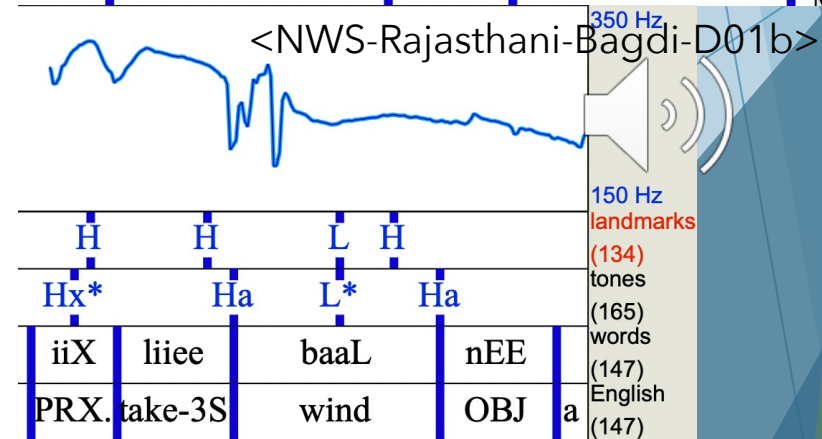 350 Hz
<NWS-Rajasthani-Bagdi-D01b>
150 Hz
H H L H landmarks (134)
Hx* Ha L* Ha tones (165)
iiX liiee baaL nEE words (147)
PRX. take-3S wind OBJ a English (147)